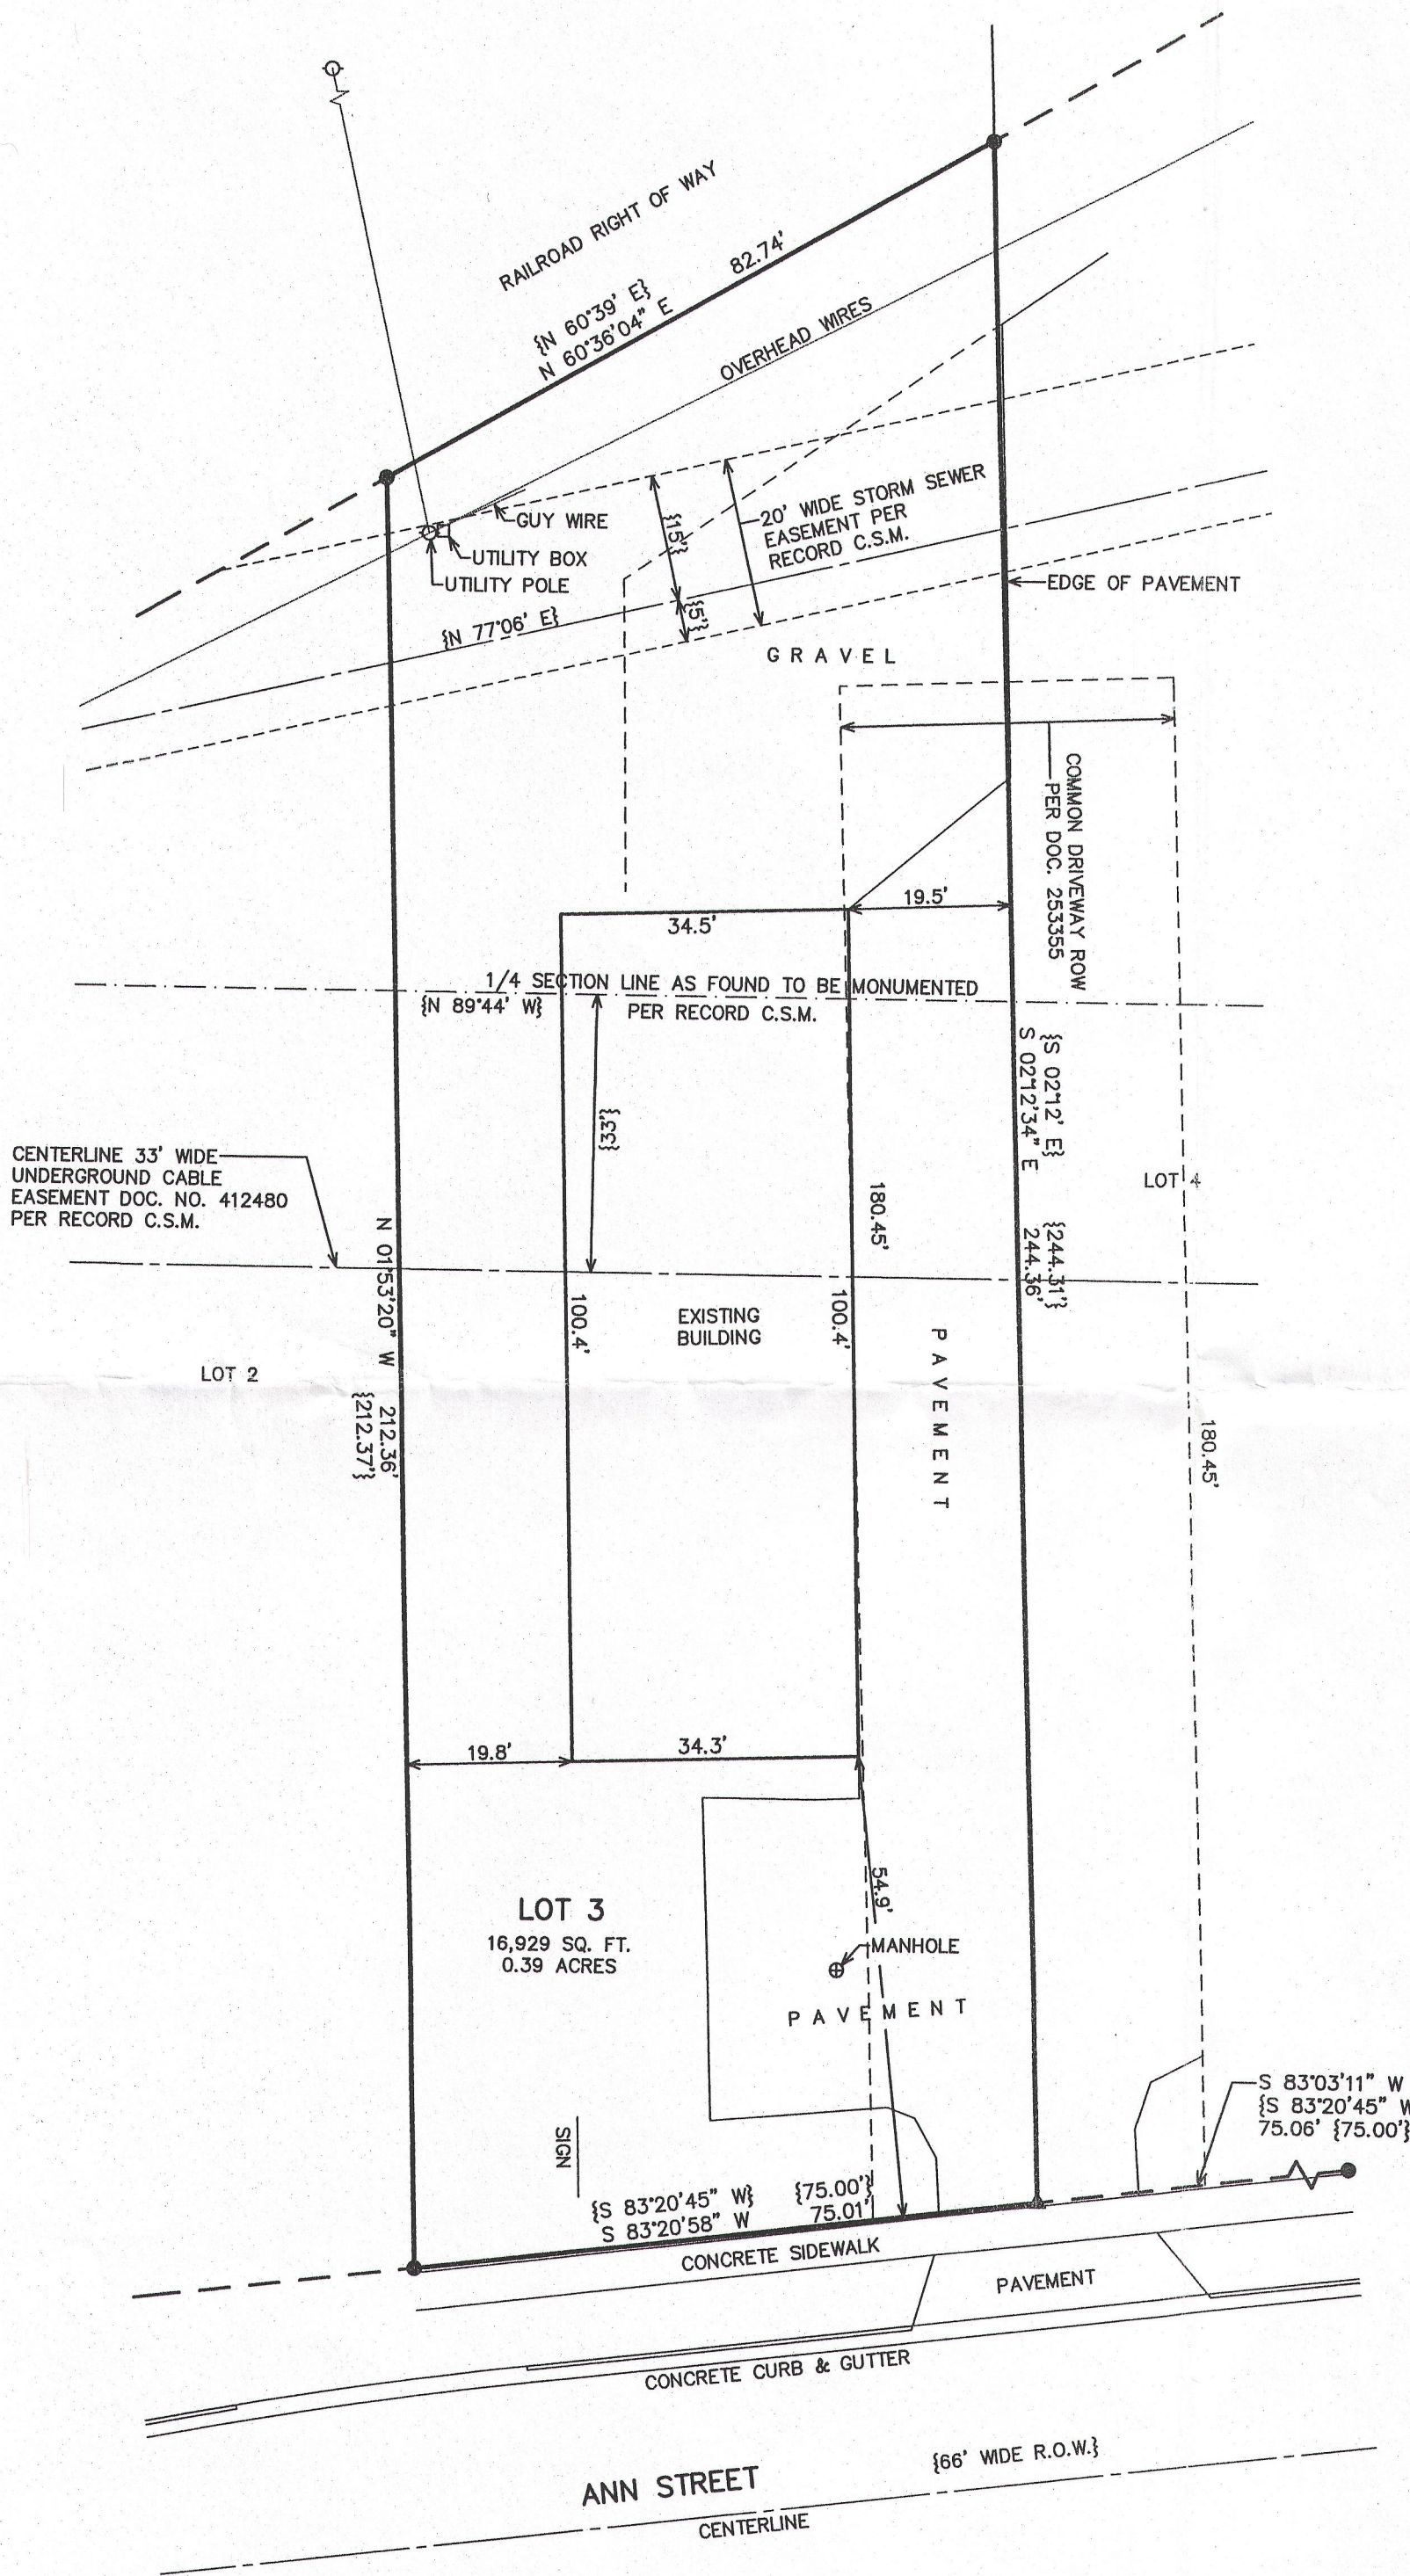 RAILROAD RIGHT OF WAY
{N 60°39' E}
N 60°36'04" E
82.74'
OVERHEAD WIRES
GUY WIRE
UTILITY BOX
UTILITY POLE
{15'}
20' WIDE STORM SEWER
EASEMENT PER
RECORD C.S.M.
EDGE OF PAVEMENT
{N 77°06' E}
{5'}
GRAVEL
COMMON DRIVEWAY ROW
PER DOC. 253355
19.5'
34.5'
1/4 SECTION LINE AS FOUND TO BE MONUMENTED
{N 89°44' W}
PER RECORD C.S.M.
{33'}
{S 02°12' E}
S 02°12'34" E
{244.31'}
244.36'
LOT 4
CENTERLINE 33' WIDE
UNDERGROUND CABLE
EASEMENT DOC. NO. 412480
PER RECORD C.S.M.
180.45'
N 01°53'20" W
212.36'
{212.37'}
100.4'
EXISTING
BUILDING
100.4'
PAVEMENT
LOT 2
180.45'
19.8'
34.3'
54.9'
LOT 3
16,929 SQ. FT.
0.39 ACRES
MANHOLE
PAVEMENT
SIGN
S 83°03'11" W
{S 83°20'45" W
75.06' {75.00'}
{S 83°20'45" W}
{75.00'}
S 83°20'58" W
75.01'
CONCRETE SIDEWALK
PAVEMENT
CONCRETE CURB & GUTTER
{66' WIDE R.O.W.}
ANN STREET
CENTERLINE